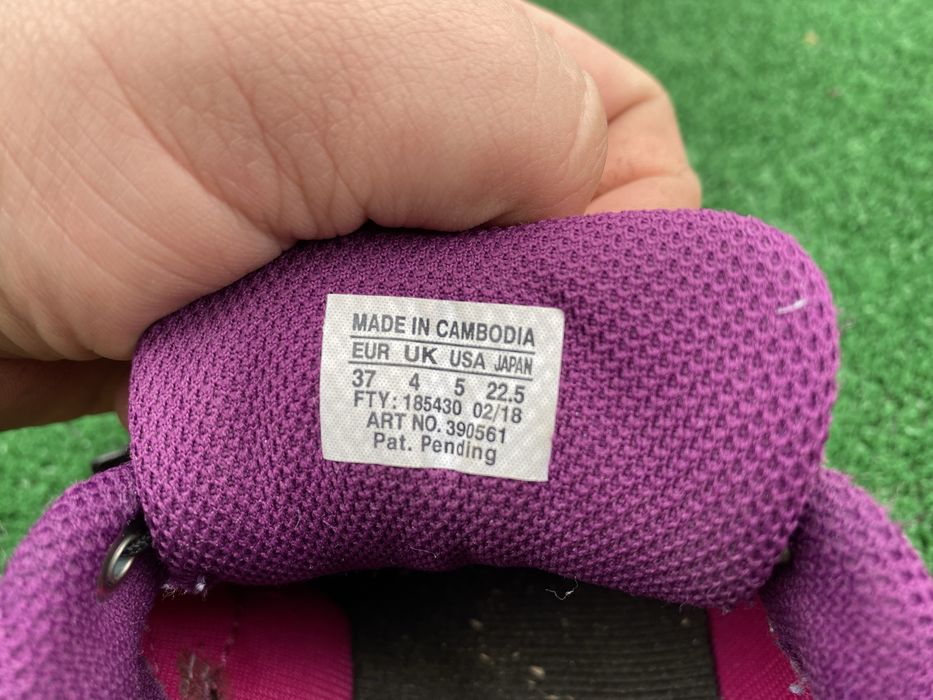 MADE IN CAMBODIA
EUR UK USA JAPAN
37 4 5 22.5
FTY: 185430 02/18
ART NO. 390561
Pat. Pending